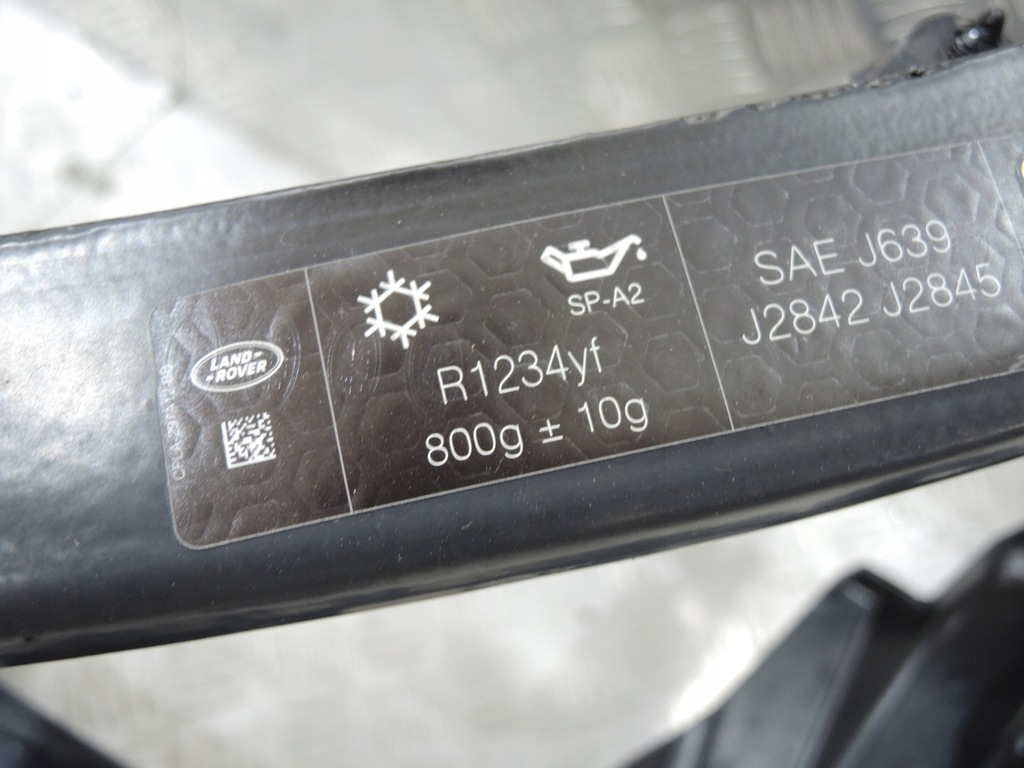 LAND-
-ROVER
SP-A2
R1234yf
800g ± 10g
SAE J639
J2842 J2845